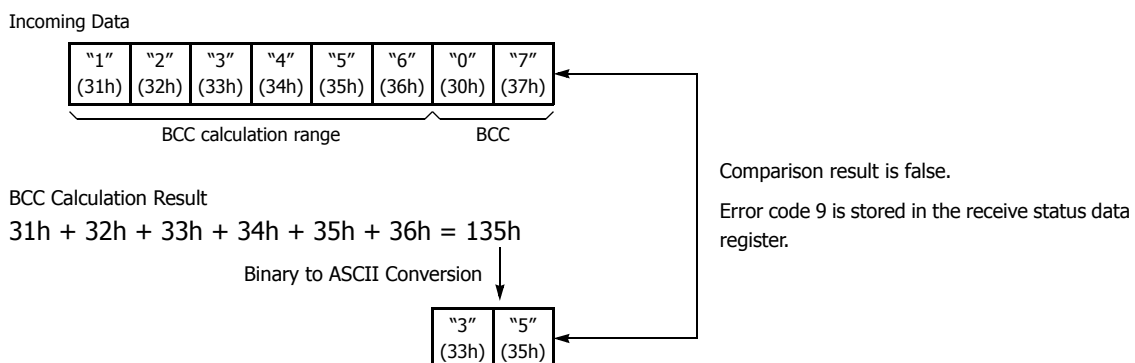 Incoming Data
“1” “2” “3” “4” “5” “6” “0” “7”
(31h) (32h) (33h) (34h) (35h) (36h) (30h) (37h)
BCC calculation range BCC
Comparison result is false.
Error code 9 is stored in the receive status data
register.
BCC Calculation Result
31h + 32h + 33h + 34h + 35h + 36h = 135h
Binary to ASCII Conversion
“3” “5”
(33h) (35h)